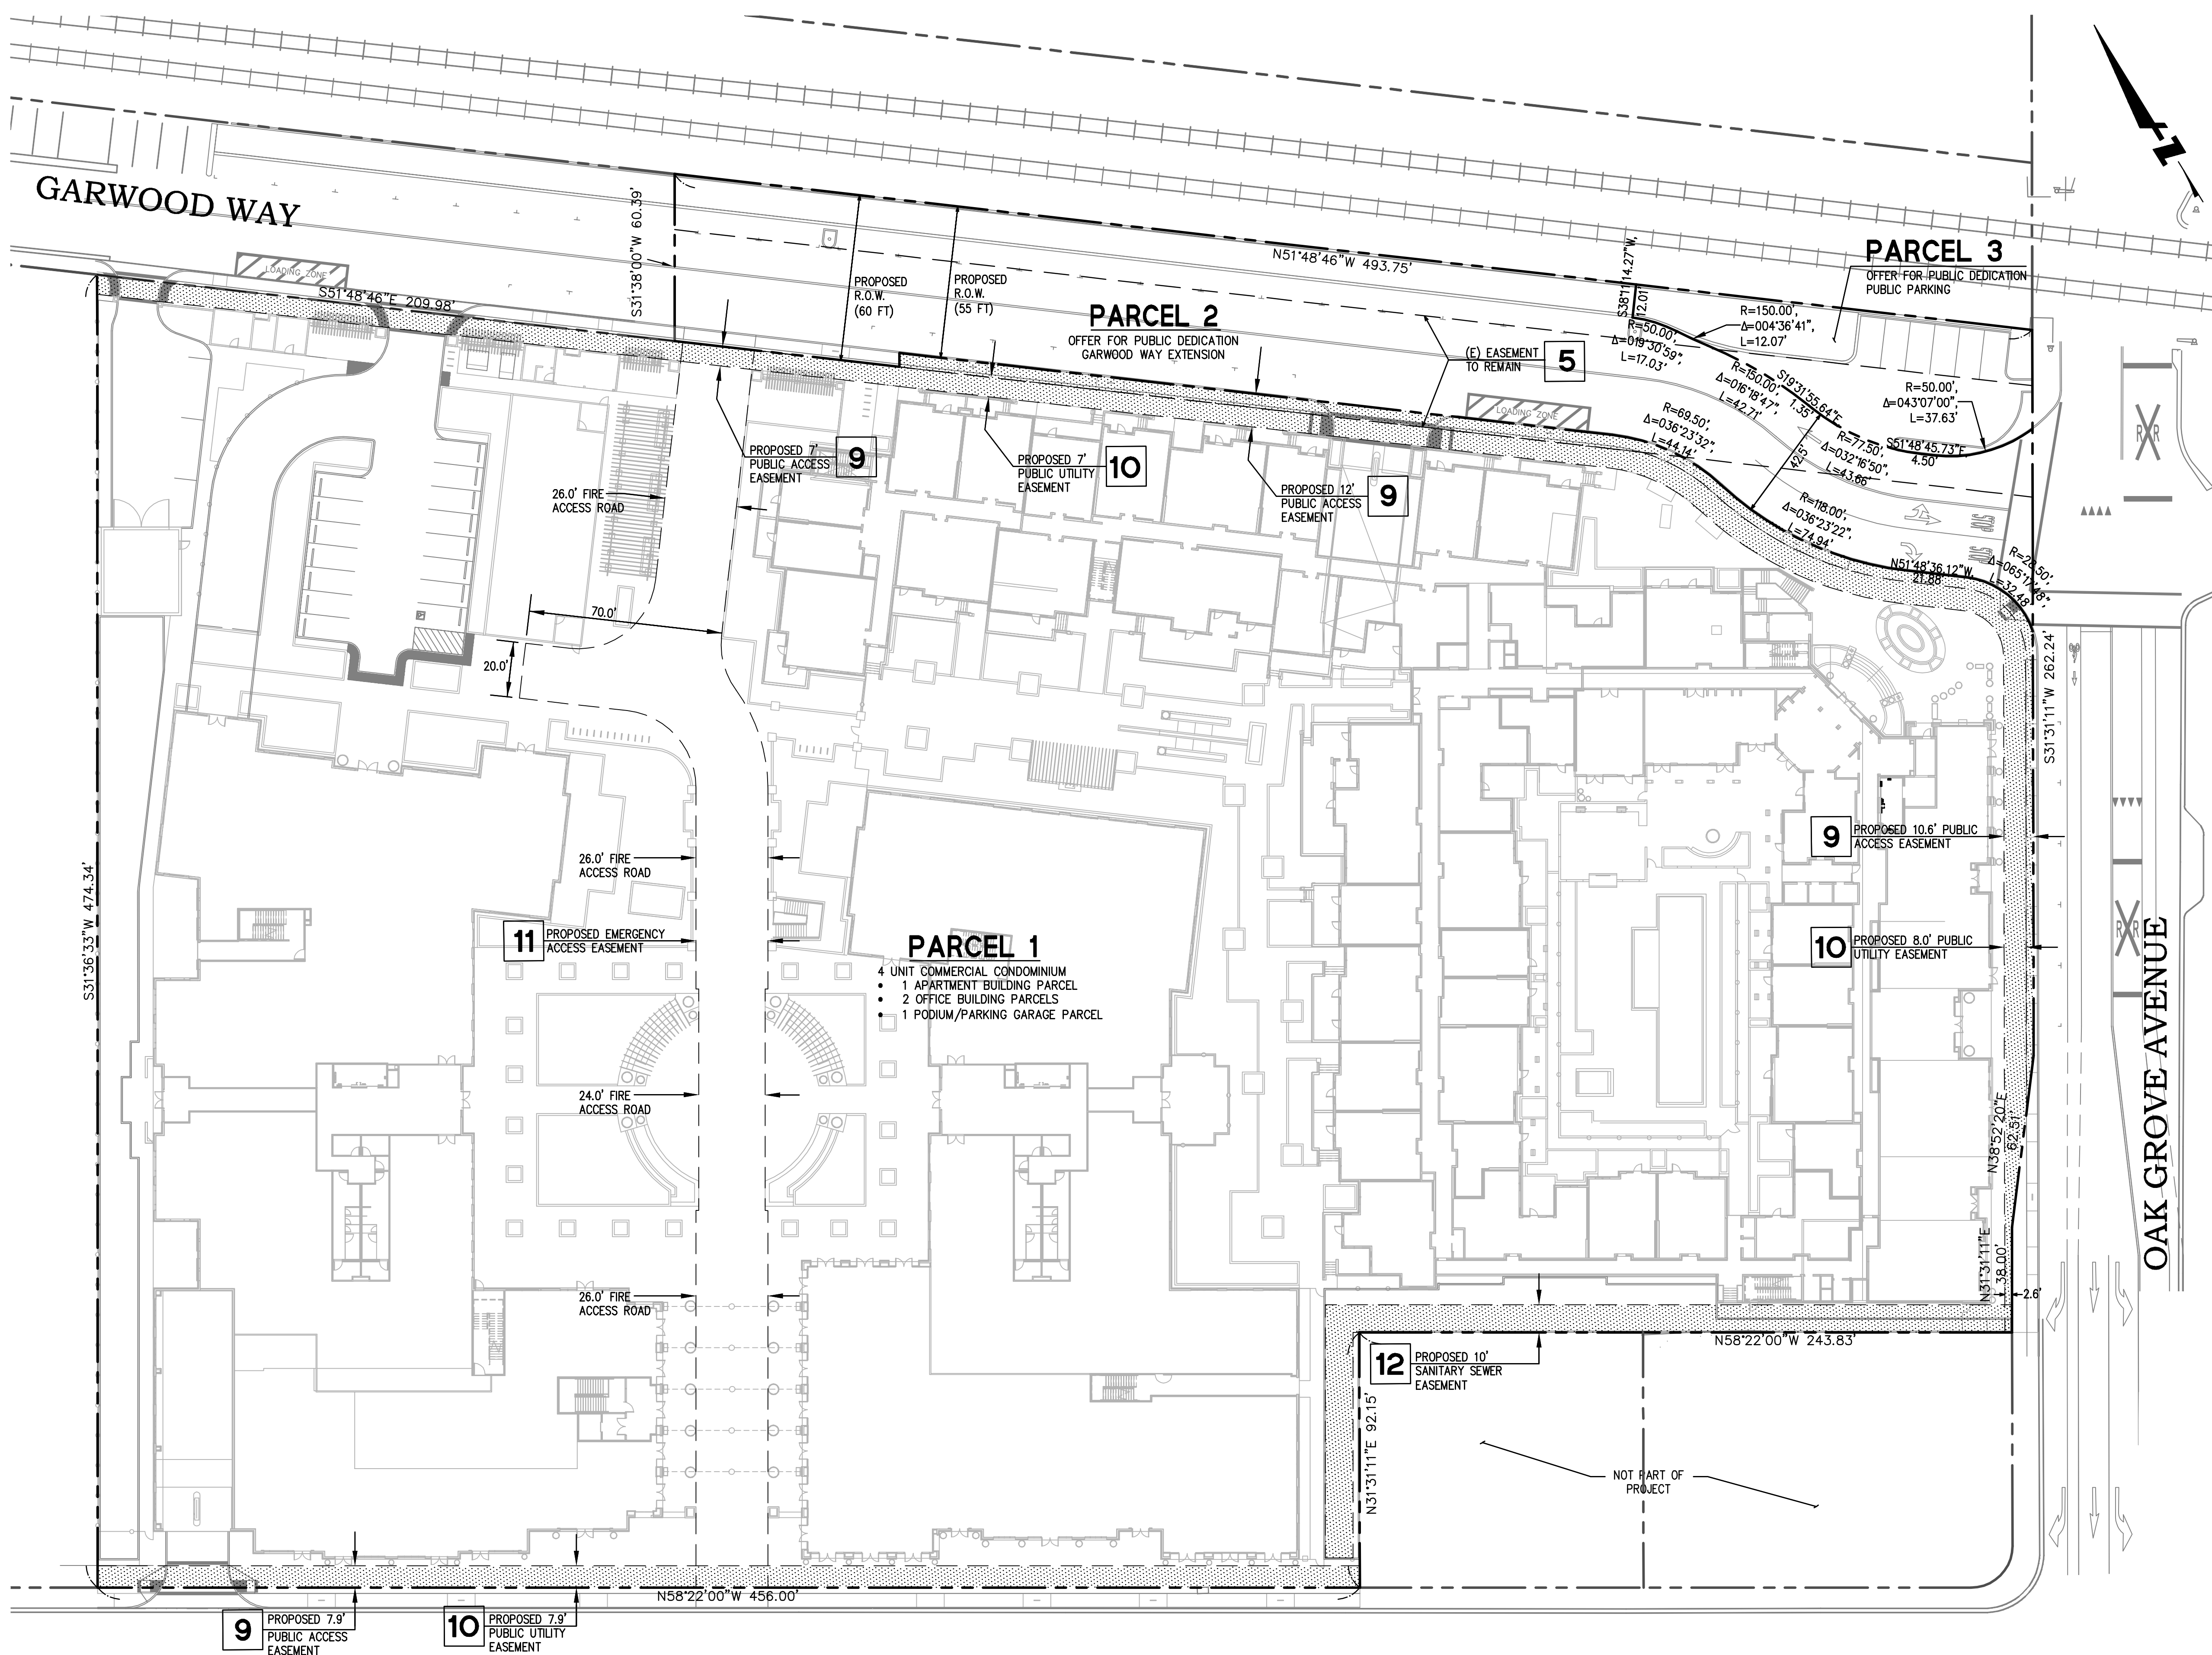 GARWOOD WAY
LOADING ZONE
S51°48'46"E 209.98'
S31°38'00"W 60.39'
PROPOSED
R.O.W.
(60 FT)
PROPOSED
R.O.W.
(55 FT)
N51°48'46"W 493.75'
PARCEL 2
OFFER FOR PUBLIC DEDICATION
GARWOOD WAY EXTENSION
(E) EASEMENT
TO REMAIN
5
LOADING ZONE
S38°11'14.27"W,
12.01'
PARCEL 3
OFFER FOR PUBLIC DEDICATION
PUBLIC PARKING
R=150.00',
Δ=004°36'41",
L=12.07'
R=50.00',
Δ=019°30'59",
L=17.03'
R=150.00',
Δ=016°18'47",
L=42.71'
S19°31'55.64"E
1.35'
R=50.00',
Δ=043°07'00",
L=37.63'
R=69.50',
Δ=036°23'32",
L=44.14'
R=77.50',
Δ=032°16'50",
L=43.66'
S51°48'45.73"E
4.50'
42.5'
R=118.00',
Δ=036°23'22",
L=74.94'
N51°48'36.12"W,
21.88'
R=28.50',
L=32.48'
R R
PROPOSED 7'
PUBLIC ACCESS
EASEMENT
9
PROPOSED 7'
PUBLIC UTILITY
EASEMENT
10
PROPOSED 12'
PUBLIC ACCESS
EASEMENT
9
26.0' FIRE
ACCESS ROAD
70.0'
20.0'
S31°31'11"W 262.24'
9
PROPOSED 10.6' PUBLIC
ACCESS EASEMENT
26.0' FIRE
ACCESS ROAD
S31°36'33"W 474.34'
11
PROPOSED EMERGENCY
ACCESS EASEMENT
PARCEL 1
4 UNIT COMMERCIAL CONDOMINIUM
• 1 APARTMENT BUILDING PARCEL
• 2 OFFICE BUILDING PARCELS
• 1 PODIUM/PARKING GARAGE PARCEL
10
PROPOSED 8.0' PUBLIC
UTILITY EASEMENT
R R
OAK GROVE AVENUE
24.0' FIRE
ACCESS ROAD
N38°52'20"E
62.51'
26.0' FIRE
ACCESS ROAD
N31°31'11"E
38.00'
2.6'
N58°22'00"W 243.83'
12
PROPOSED 10'
SANITARY SEWER
EASEMENT
N31°31'11"E 92.15'
NOT PART OF
PROJECT
N58°22'00"W 456.00'
9
PROPOSED 7.9'
PUBLIC ACCESS
EASEMENT
10
PROPOSED 7.9'
PUBLIC UTILITY
EASEMENT